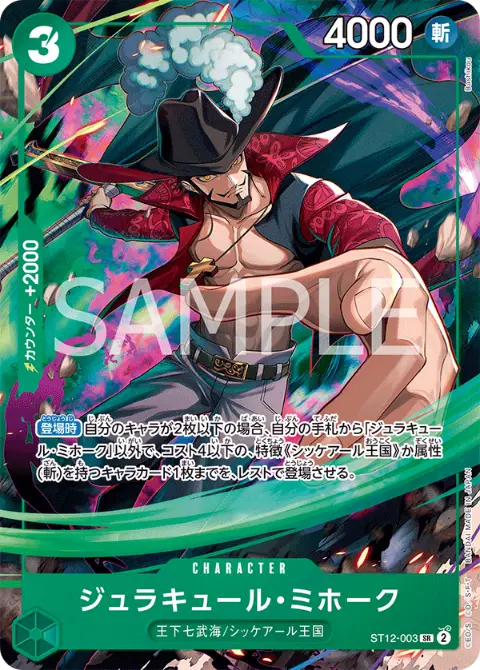 3
4000
斬
Boshikou
カウンター +2000
SAMPLE
登場時 自分のキャラが2枚以下の場合、自分の手札から「ジュラキュー
ル・ミホーク」以外で、コスト4以下の、特徴《シッケアール王国》か属性
(斬)を持つキャラカード1枚までを、レストで登場させる。
CHARACTER
ジュラキュール・ミホーク
王下七武海/シッケアール王国
ST12-003 SR 2
BANDAI MADE IN JAPAN